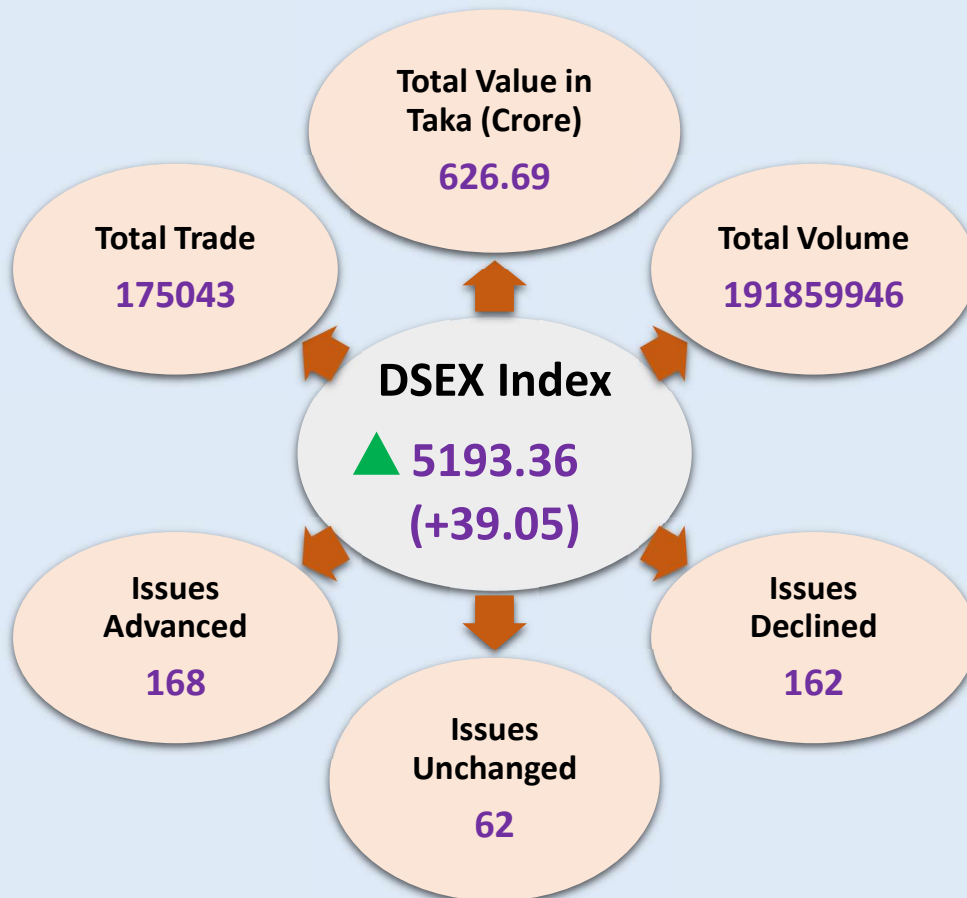 Total Value in
Taka (Crore)
626.69
Total Trade
175043
Total Volume
191859946
DSEX Index
5193.36
(+39.05)
Issues
Advanced
168
Issues
Declined
162
Issues
Unchanged
62